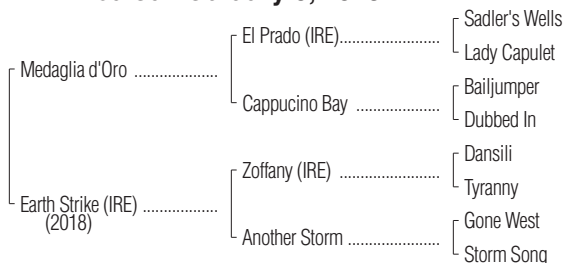 Sadler's Wells
El Prado (IRE)....................
Lady Capulet
Medaglia d'Oro .................
Bailjumper
Cappucino Bay .................
Dubbed In
Dansili
Zoffany (IRE) ....................
Tyranny
Earth Strike (IRE) ...............
(2018)
Gone West
Another Storm ...................
Storm Song